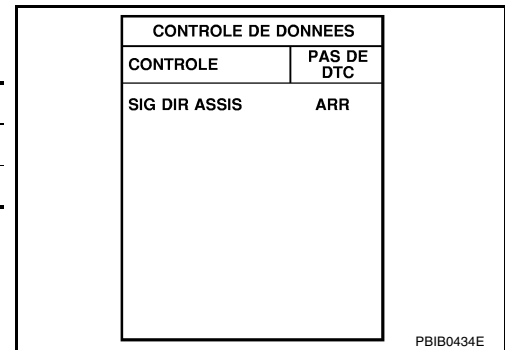 CONTROLE DE DONNEES
CONTROLE PAS DE DTC
SIG DIR ASSIS ARR
PBIB0434E